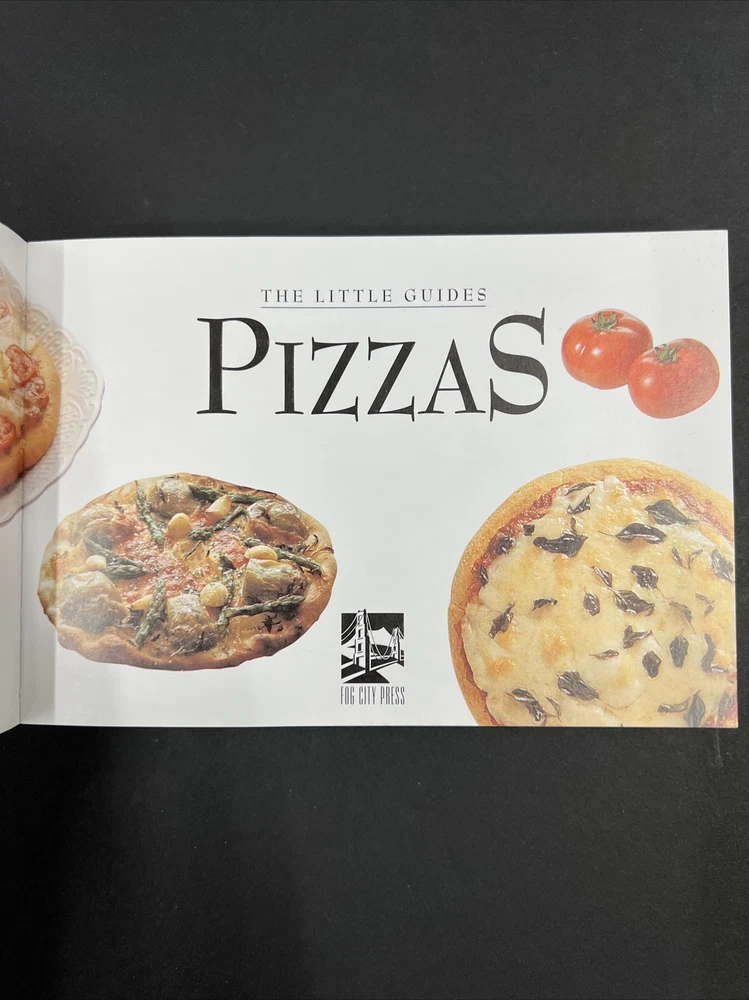 THE LITTLE GUIDES
PIZZAS
FOG CITY PRESS